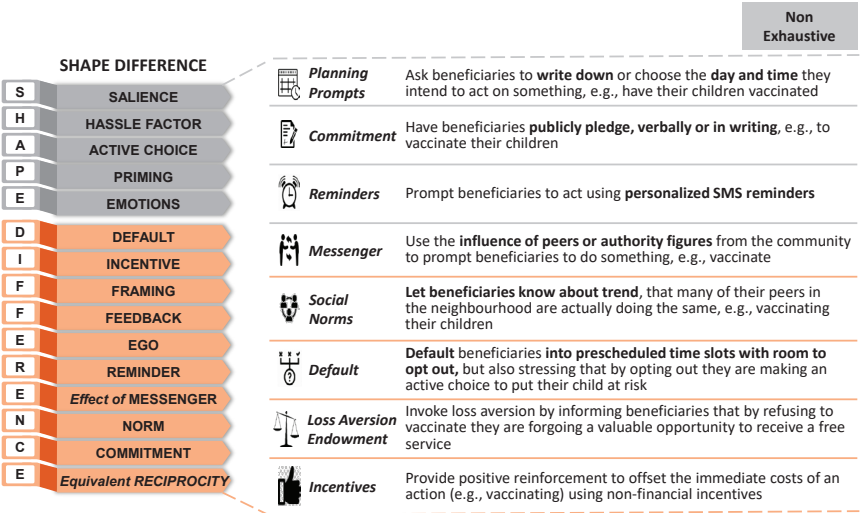 Non
Exhaustive
SHAPE DIFFERENCE
S
SALIENCE
H
HASSLE FACTOR
A
ACTIVE CHOICE
P
PRIMING
E
EMOTIONS
D
DEFAULT
I
INCENTIVE
F
FRAMING
F
FEEDBACK
E
EGO
R
REMINDER
E
Effect of MESSENGER
N
NORM
C
COMMITMENT
E
Equivalent RECIPROCITY
Planning
Prompts
Ask beneficiaries to write down or choose the day and time they
intend to act on something, e.g., have their children vaccinated
Commitment
Have beneficiaries publicly pledge, verbally or in writing, e.g., to
vaccinate their children
Reminders
Prompt beneficiaries to act using personalized SMS reminders
Messenger
Use the influence of peers or authority figures from the community
to prompt beneficiaries to do something, e.g., vaccinate
Social
Norms
Let beneficiaries know about trend, that many of their peers in
the neighbourhood are actually doing the same, e.g., vaccinating
their children
Default
Default beneficiaries into prescheduled time slots with room to
opt out, but also stressing that by opting out they are making an
active choice to put their child at risk
Loss Aversion
Endowment
Invoke loss aversion by informing beneficiaries that by refusing to
vaccinate they are forgoing a valuable opportunity to receive a free
service
Incentives
Provide positive reinforcement to offset the immediate costs of an
action (e.g., vaccinating) using non-financial incentives